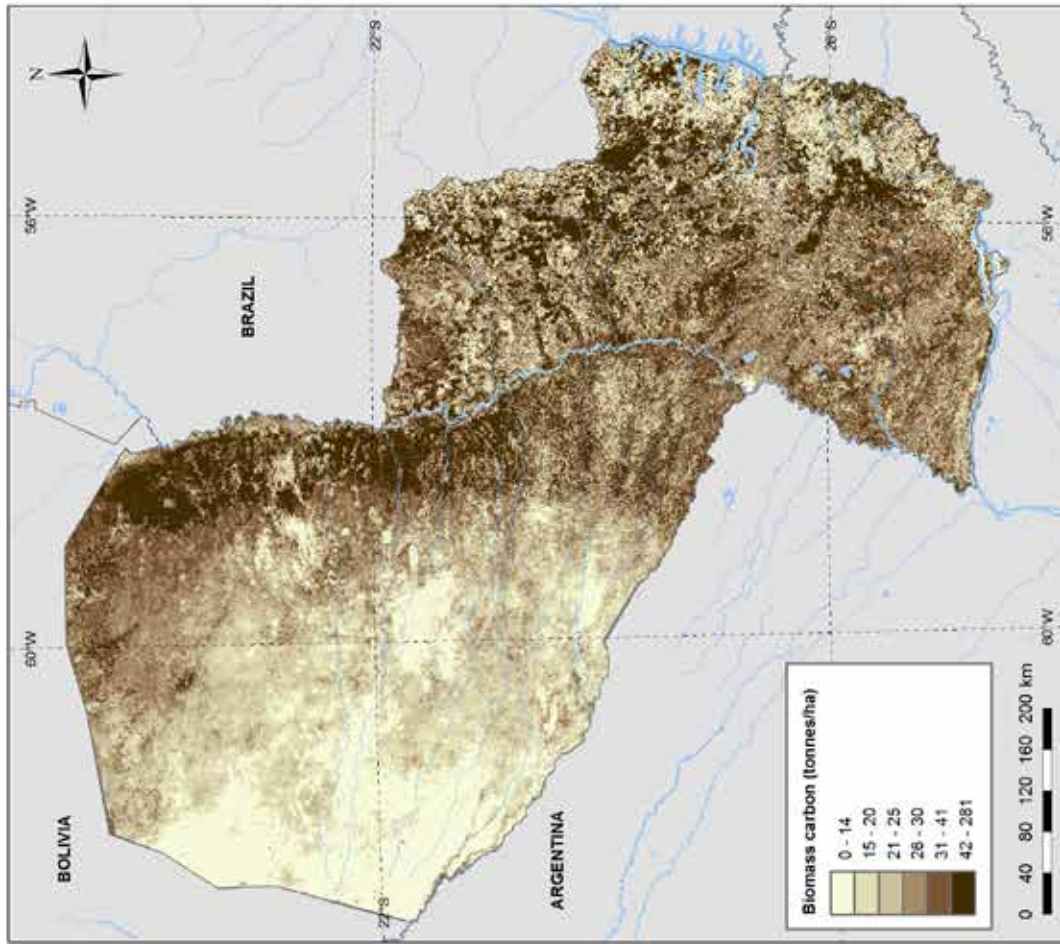 N
56°W
22°S
26°S
BRAZIL
BOLIVIA
60°W
22°S
ARGENTINA
56°W
60°W
Biomass carbon (tonnes/ha)
0 - 14
15 - 20
21 - 25
26 - 30
31 - 41
42 - 281
0 40 80 120 160 200 km